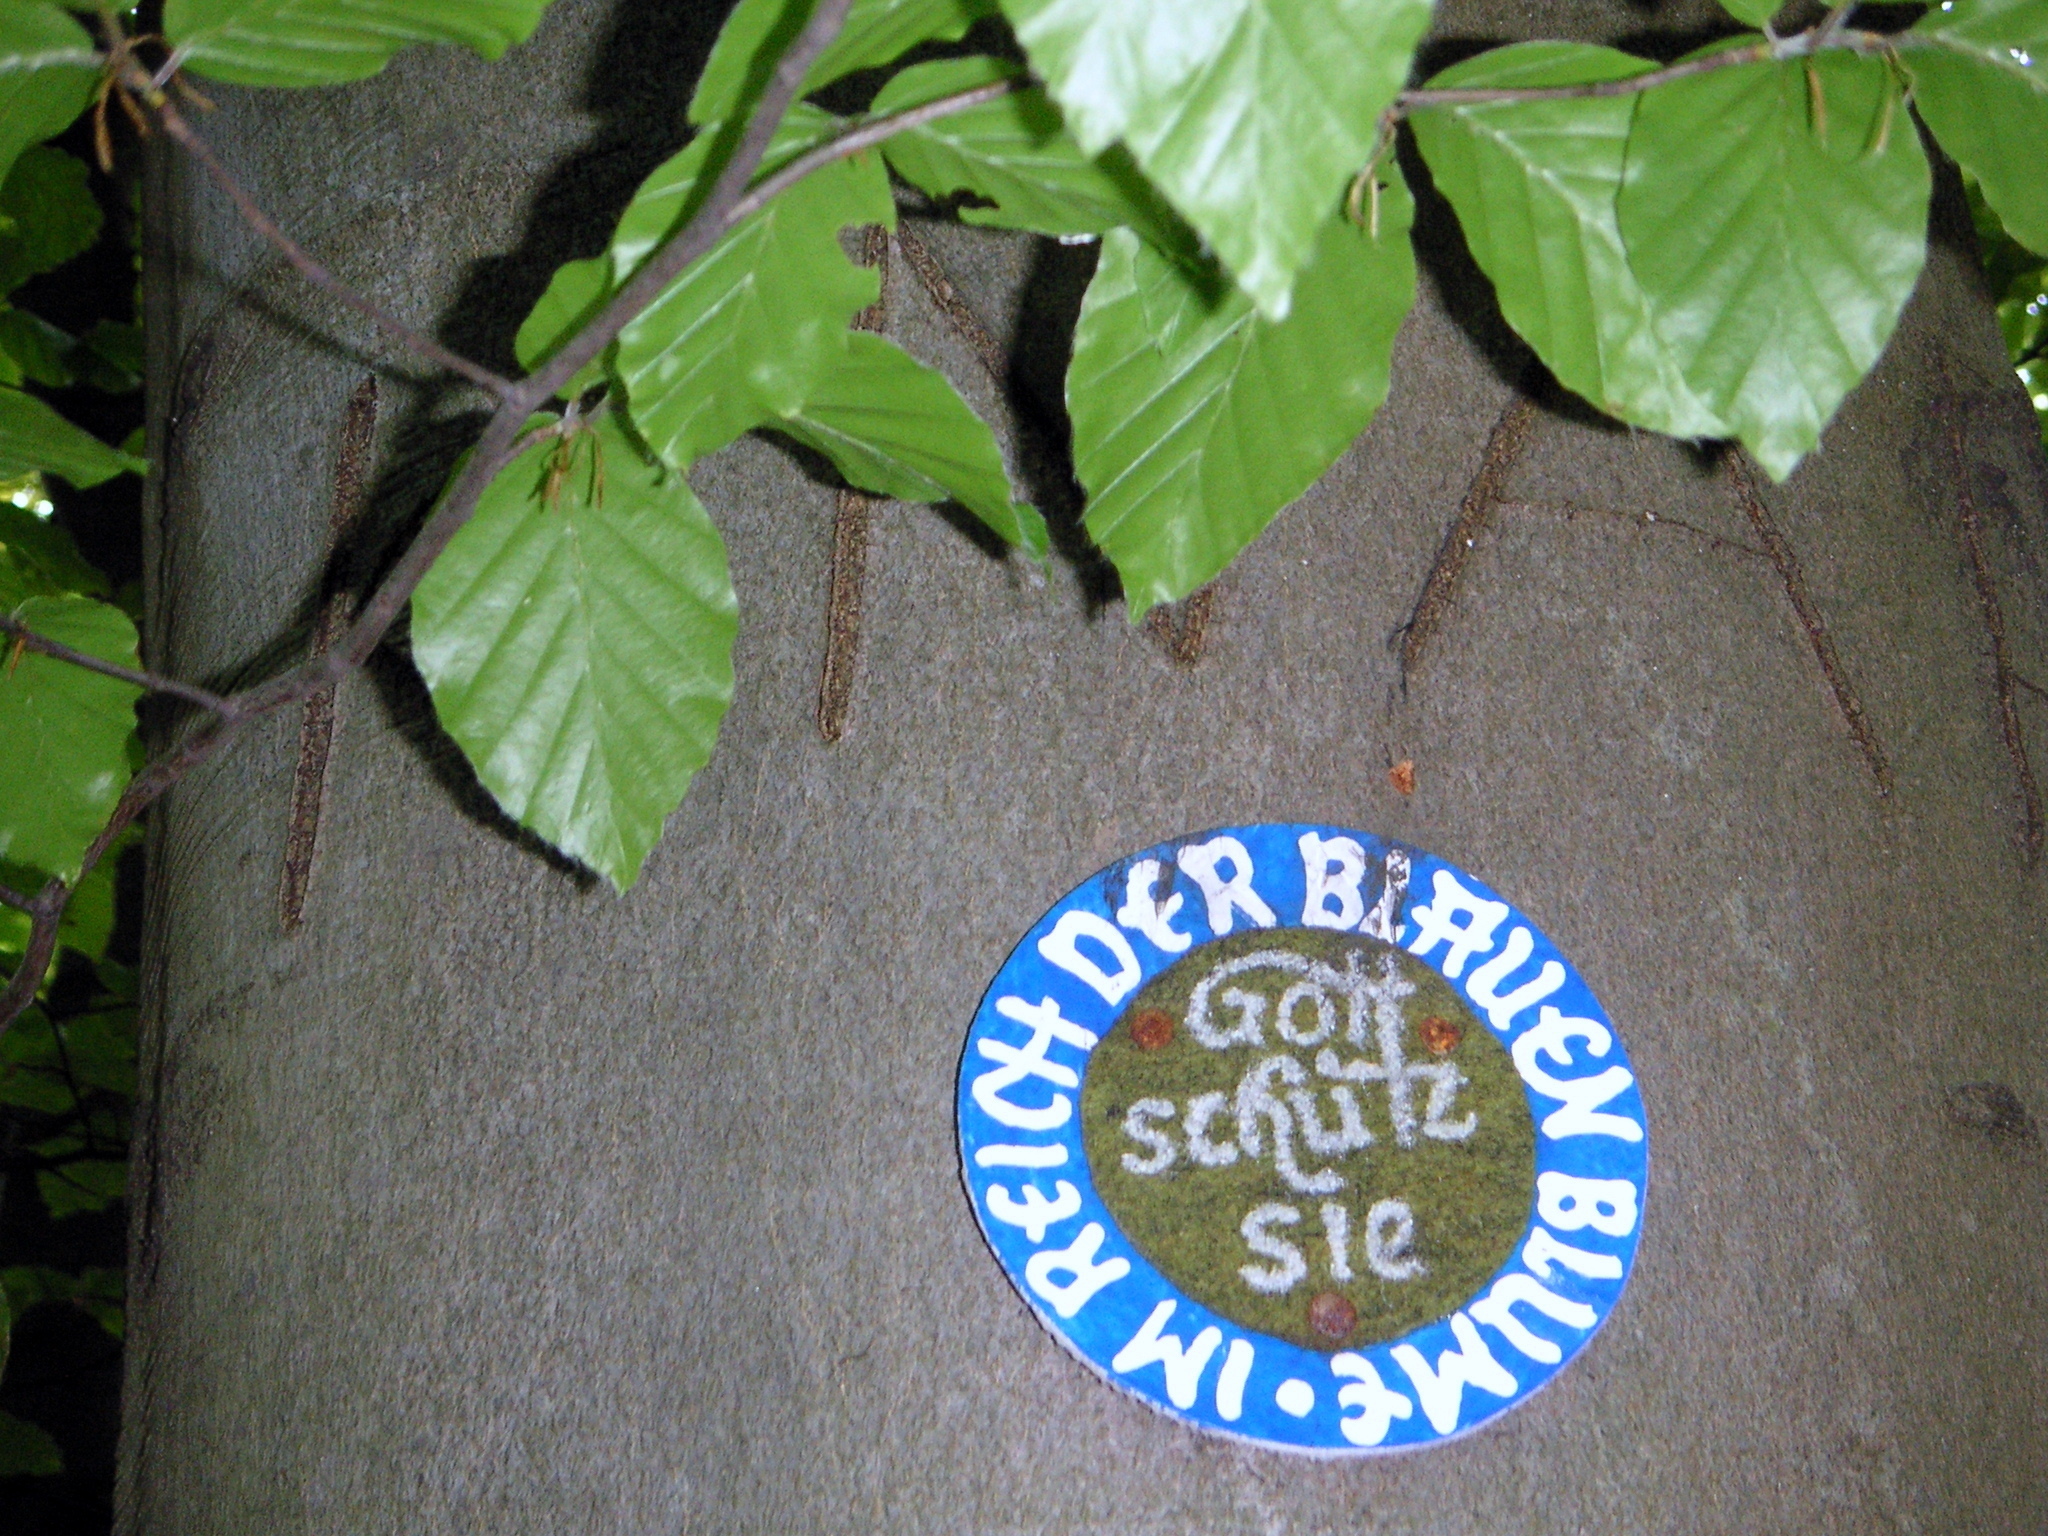 IM REICH DER BLAUEN BLUME •
Gott
schütz
sie